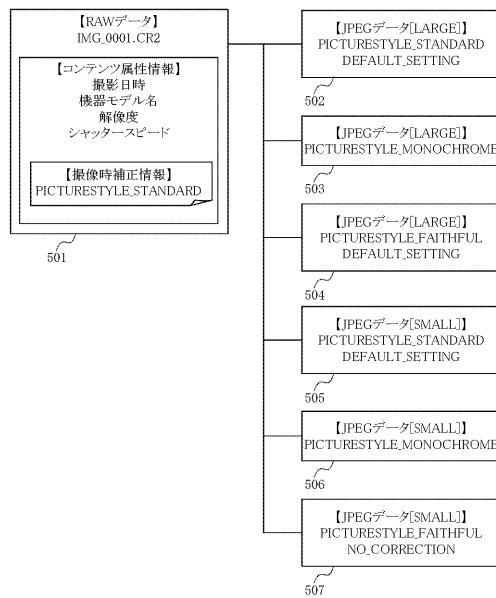 【RAWデータ】
IMG_0001.CR2
【コンテンツ属性情報】
撮影日時
機器モデル名
解像度
シャッタースピード
【撮像時補正情報】
PICTURESTYLE_STANDARD
501
【JPEGデータ[LARGE]】
PICTURESTYLE_STANDARD
DEFAULT_SETTING
502
【JPEGデータ[LARGE]】
PICTURESTYLE_MONOCHROME
503
【JPEGデータ[LARGE]】
PICTURESTYLE_FAITHFUL
DEFAULT_SETTING
504
【JPEGデータ[SMALL]】
PICTURESTYLE_STANDARD
DEFAULT_SETTING
505
【JPEGデータ[SMALL]】
PICTURESTYLE_MONOCHROME
506
【JPEGデータ[SMALL]】
PICTURESTYLE_FAITHFUL
NO_CORRECTION
507